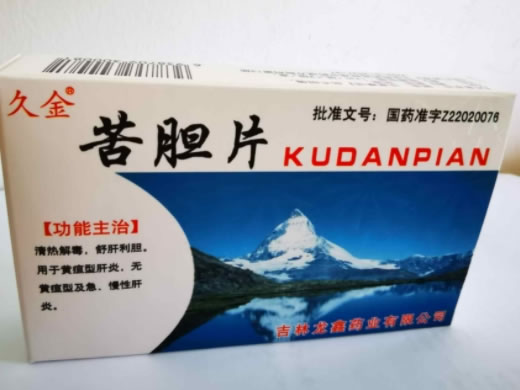 久金®
批准文号：国药准字Z22020076
苦胆片 KUDANPIAN
【功能主治】
清热解毒，舒肝利胆。
用于黄疸型肝炎，无
黄疸型及急、慢性肝
炎。
吉林龙鑫药业有限公司